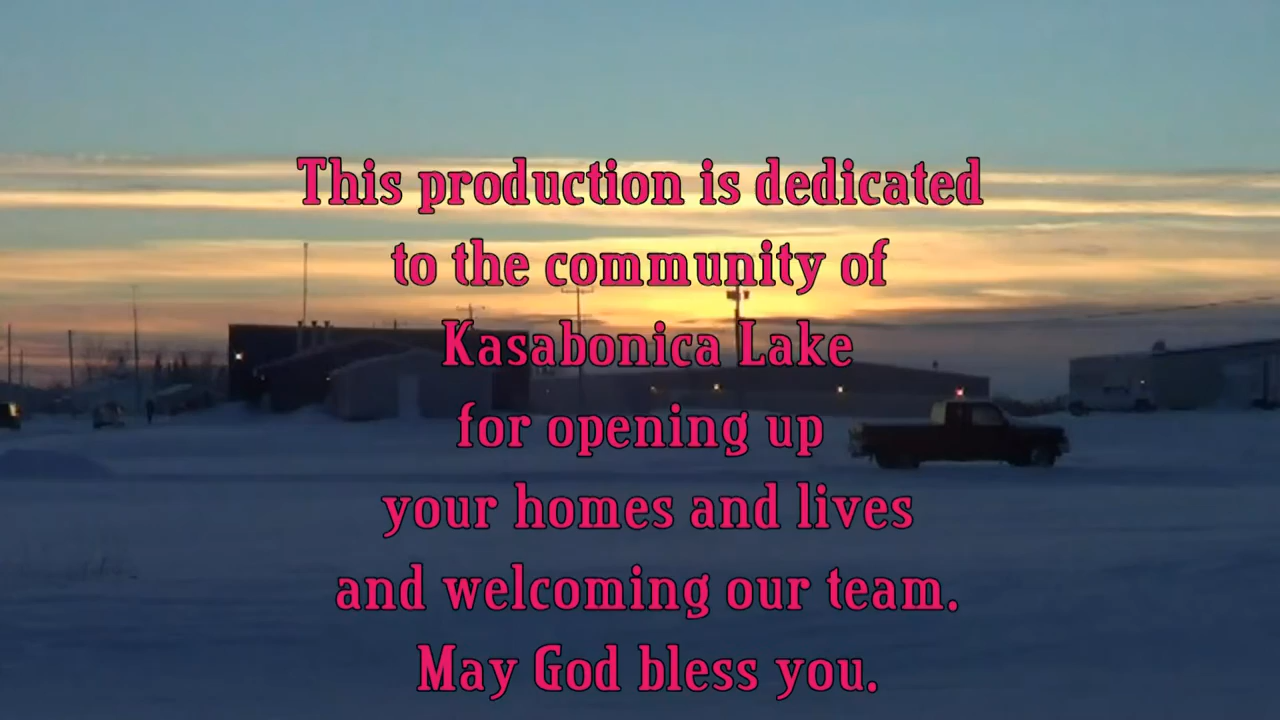 This production is dedicated
to the community of
Kasabonica Lake
for opening up
your homes and lives
and welcoming our team.
May God bless you.